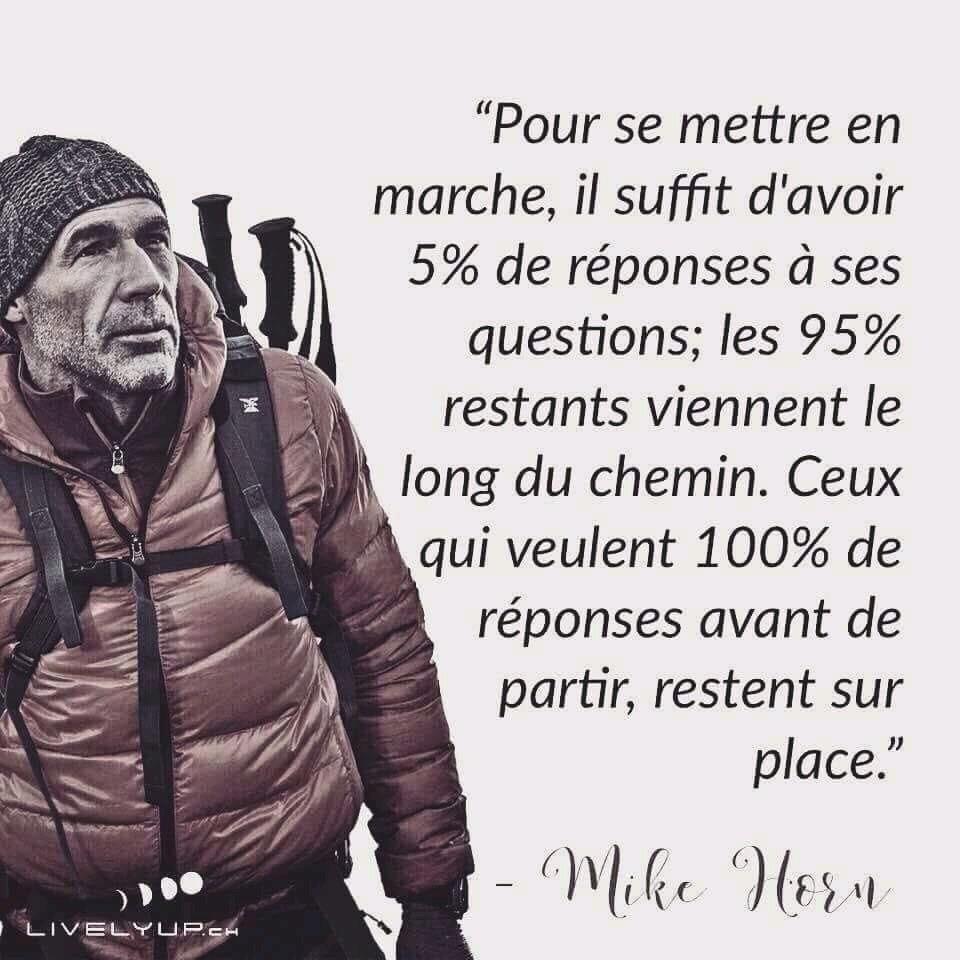 “Pour se mettre en
marche, il suffit d'avoir
5% de réponses à ses
questions; les 95%
restants viennent le
long du chemin. Ceux
qui veulent 100% de
réponses avant de
partir, restent sur
place.”
- Mike Horn
LIVELYUP.CH